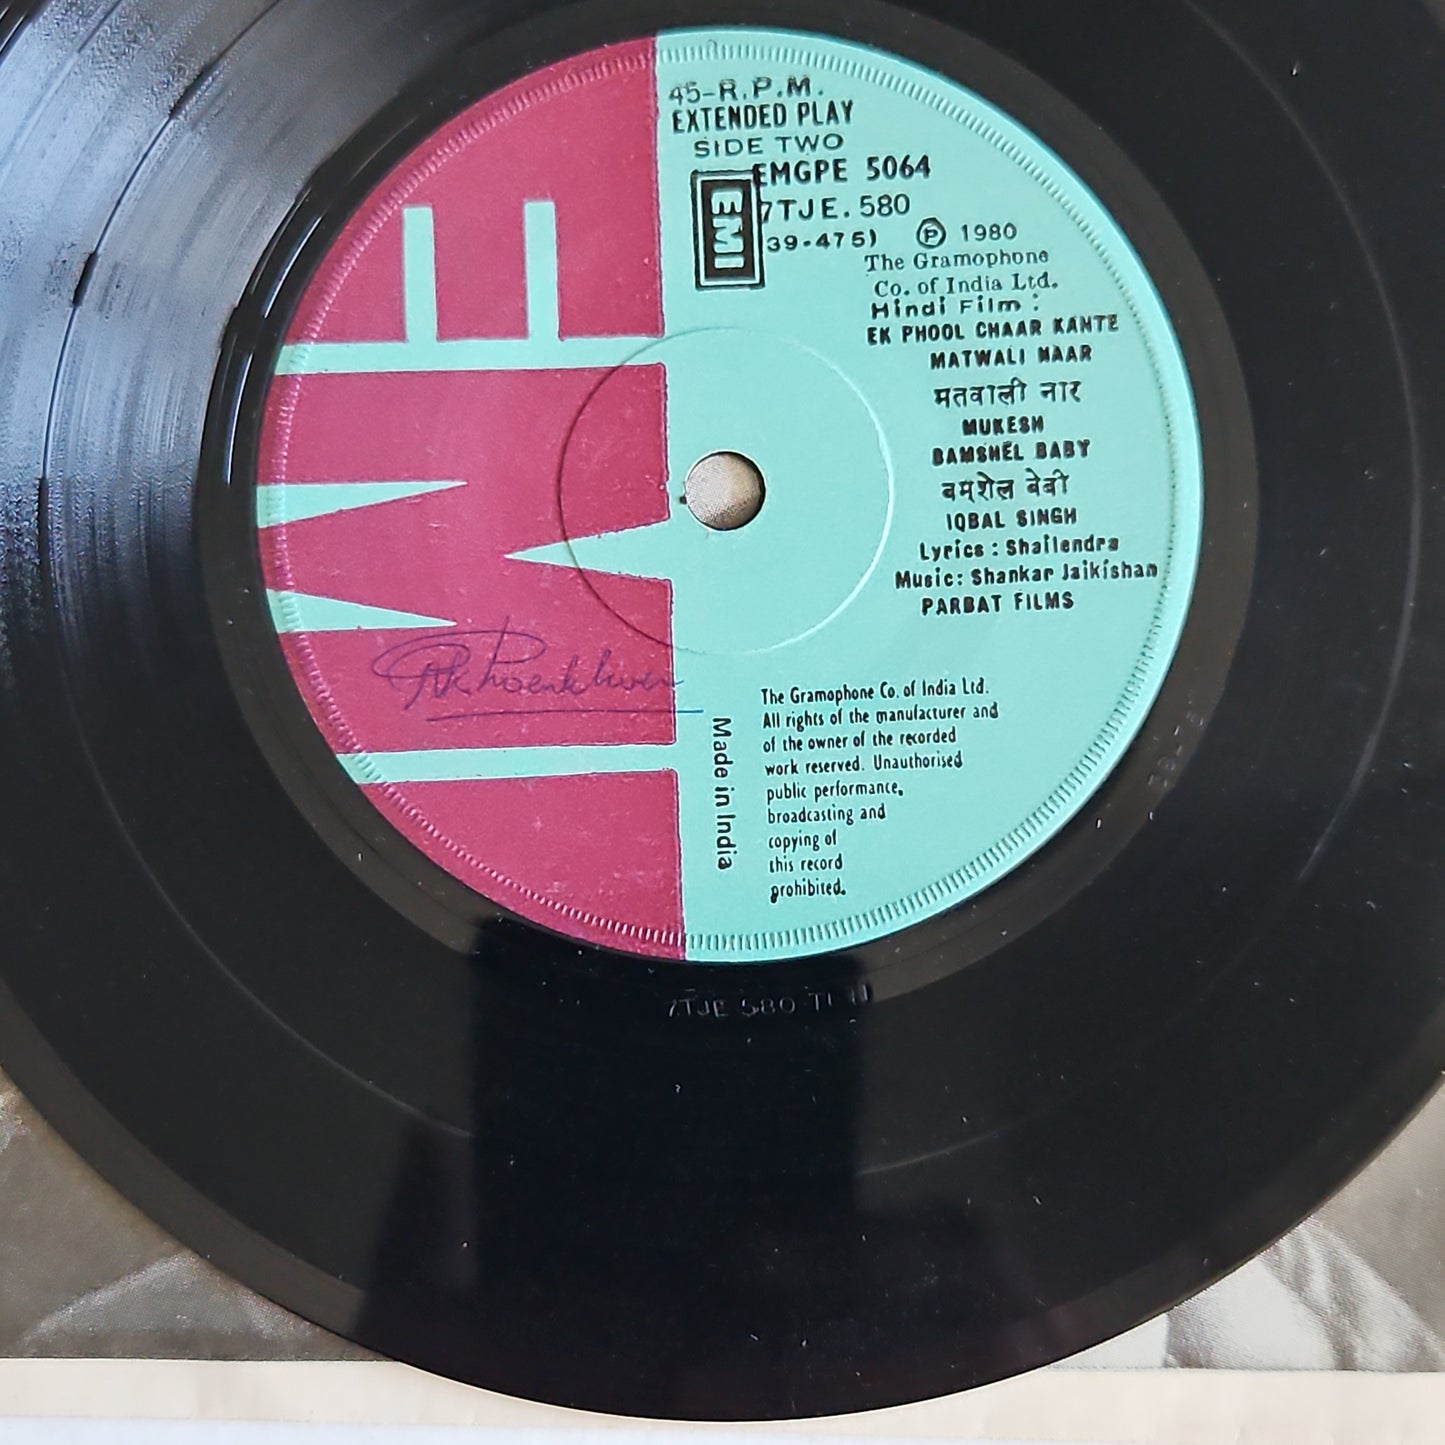 45-R.P.M.
EXTENDED PLAY
SIDE TWO
EMGPE 5064
7TJE.580
EMI
(39-475) Ⓟ 1980
The Gramophone
Co. of India Ltd.
Hindi Film:
EK PHOOL CHAAR KANTE
MATWALI NAAR
मतवाली नार
MUKESH
BAMSHEL BABY
बमशेल बेबी
IQBAL SINGH
Lyrics : Shailendra
Music: Shankar Jaikishan
PARBAT FILMS
EMI
The Gramophone Co. of India Ltd.
All rights of the manufacturer and
of the owner of the recorded
work reserved. Unauthorised
public performance,
broadcasting and
copying of
this record
prohibited.
Made in India
7TJE 580 T1